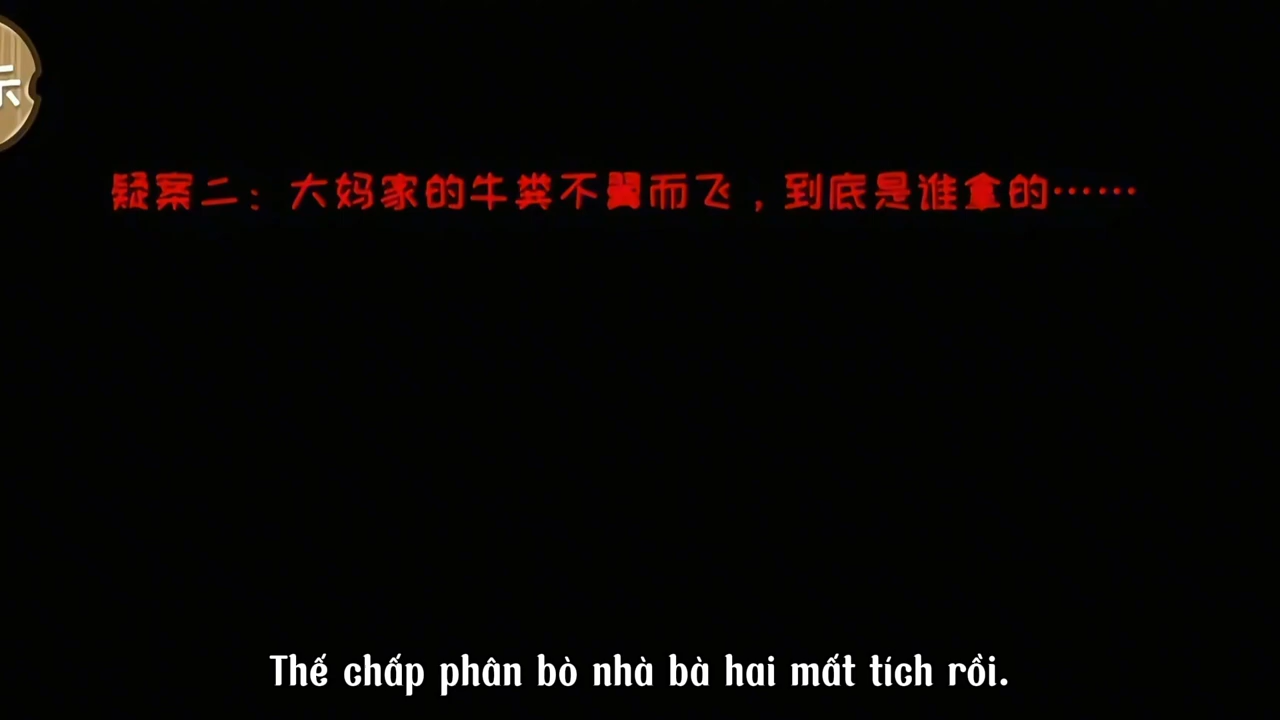 示
疑案二：大妈家的牛粪不翼而飞，到底是谁拿的……
Thế chấp phân bò nhà bà hai mất tích rồi.